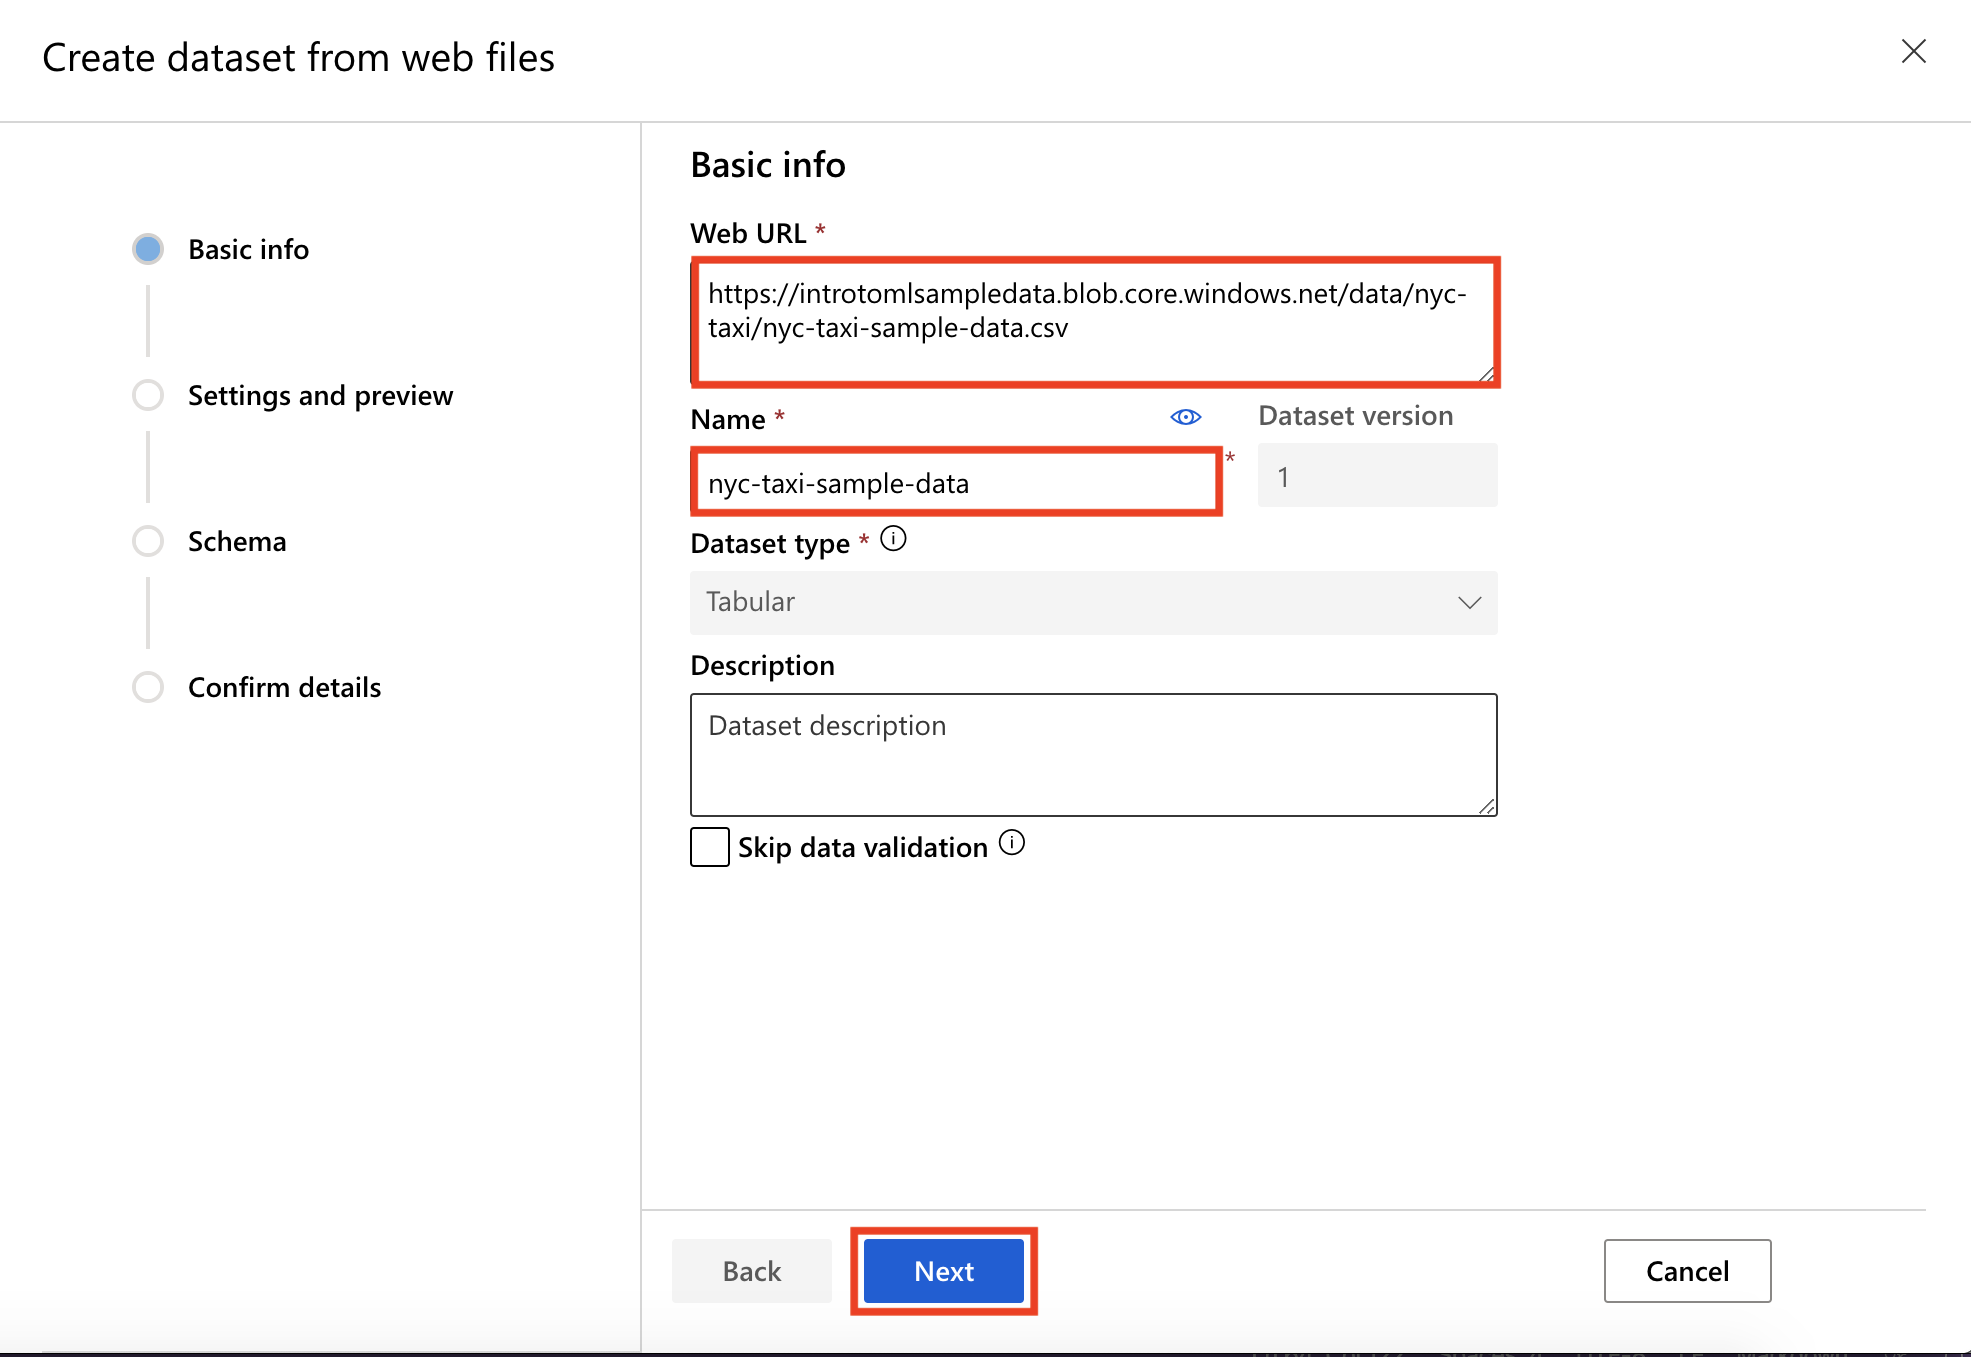 Create dataset from web files
Basic info
Settings and preview
Schema
Confirm details
Basic info
Web URL *
https://introtomlsampledata.blob.core.windows.net/data/nyc-
taxi/nyc-taxi-sample-data.csv
Name *
Dataset version
nyc-taxi-sample-data
*
1
Dataset type *
Tabular
Description
Dataset description
Skip data validation
Back
Next
Cancel